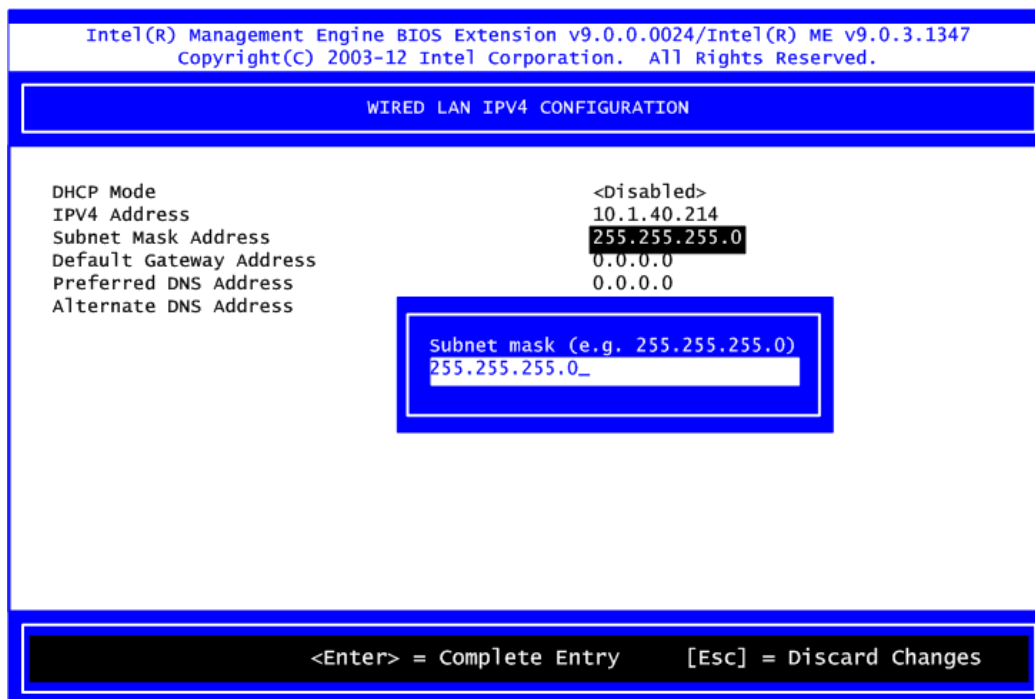 Intel(R) Management Engine BIOS Extension v9.0.0.0024/Intel(R) ME v9.0.3.1347
Copyright(C) 2003-12 Intel Corporation. All Rights Reserved.
WIRED LAN IPV4 CONFIGURATION
DHCP Mode <Disabled>
IPV4 Address 10.1.40.214
Subnet Mask Address 255.255.255.0
Default Gateway Address 0.0.0.0
Preferred DNS Address 0.0.0.0
Alternate DNS Address
Subnet mask (e.g. 255.255.255.0)
255.255.255.0_
<Enter> = Complete Entry [Esc] = Discard Changes